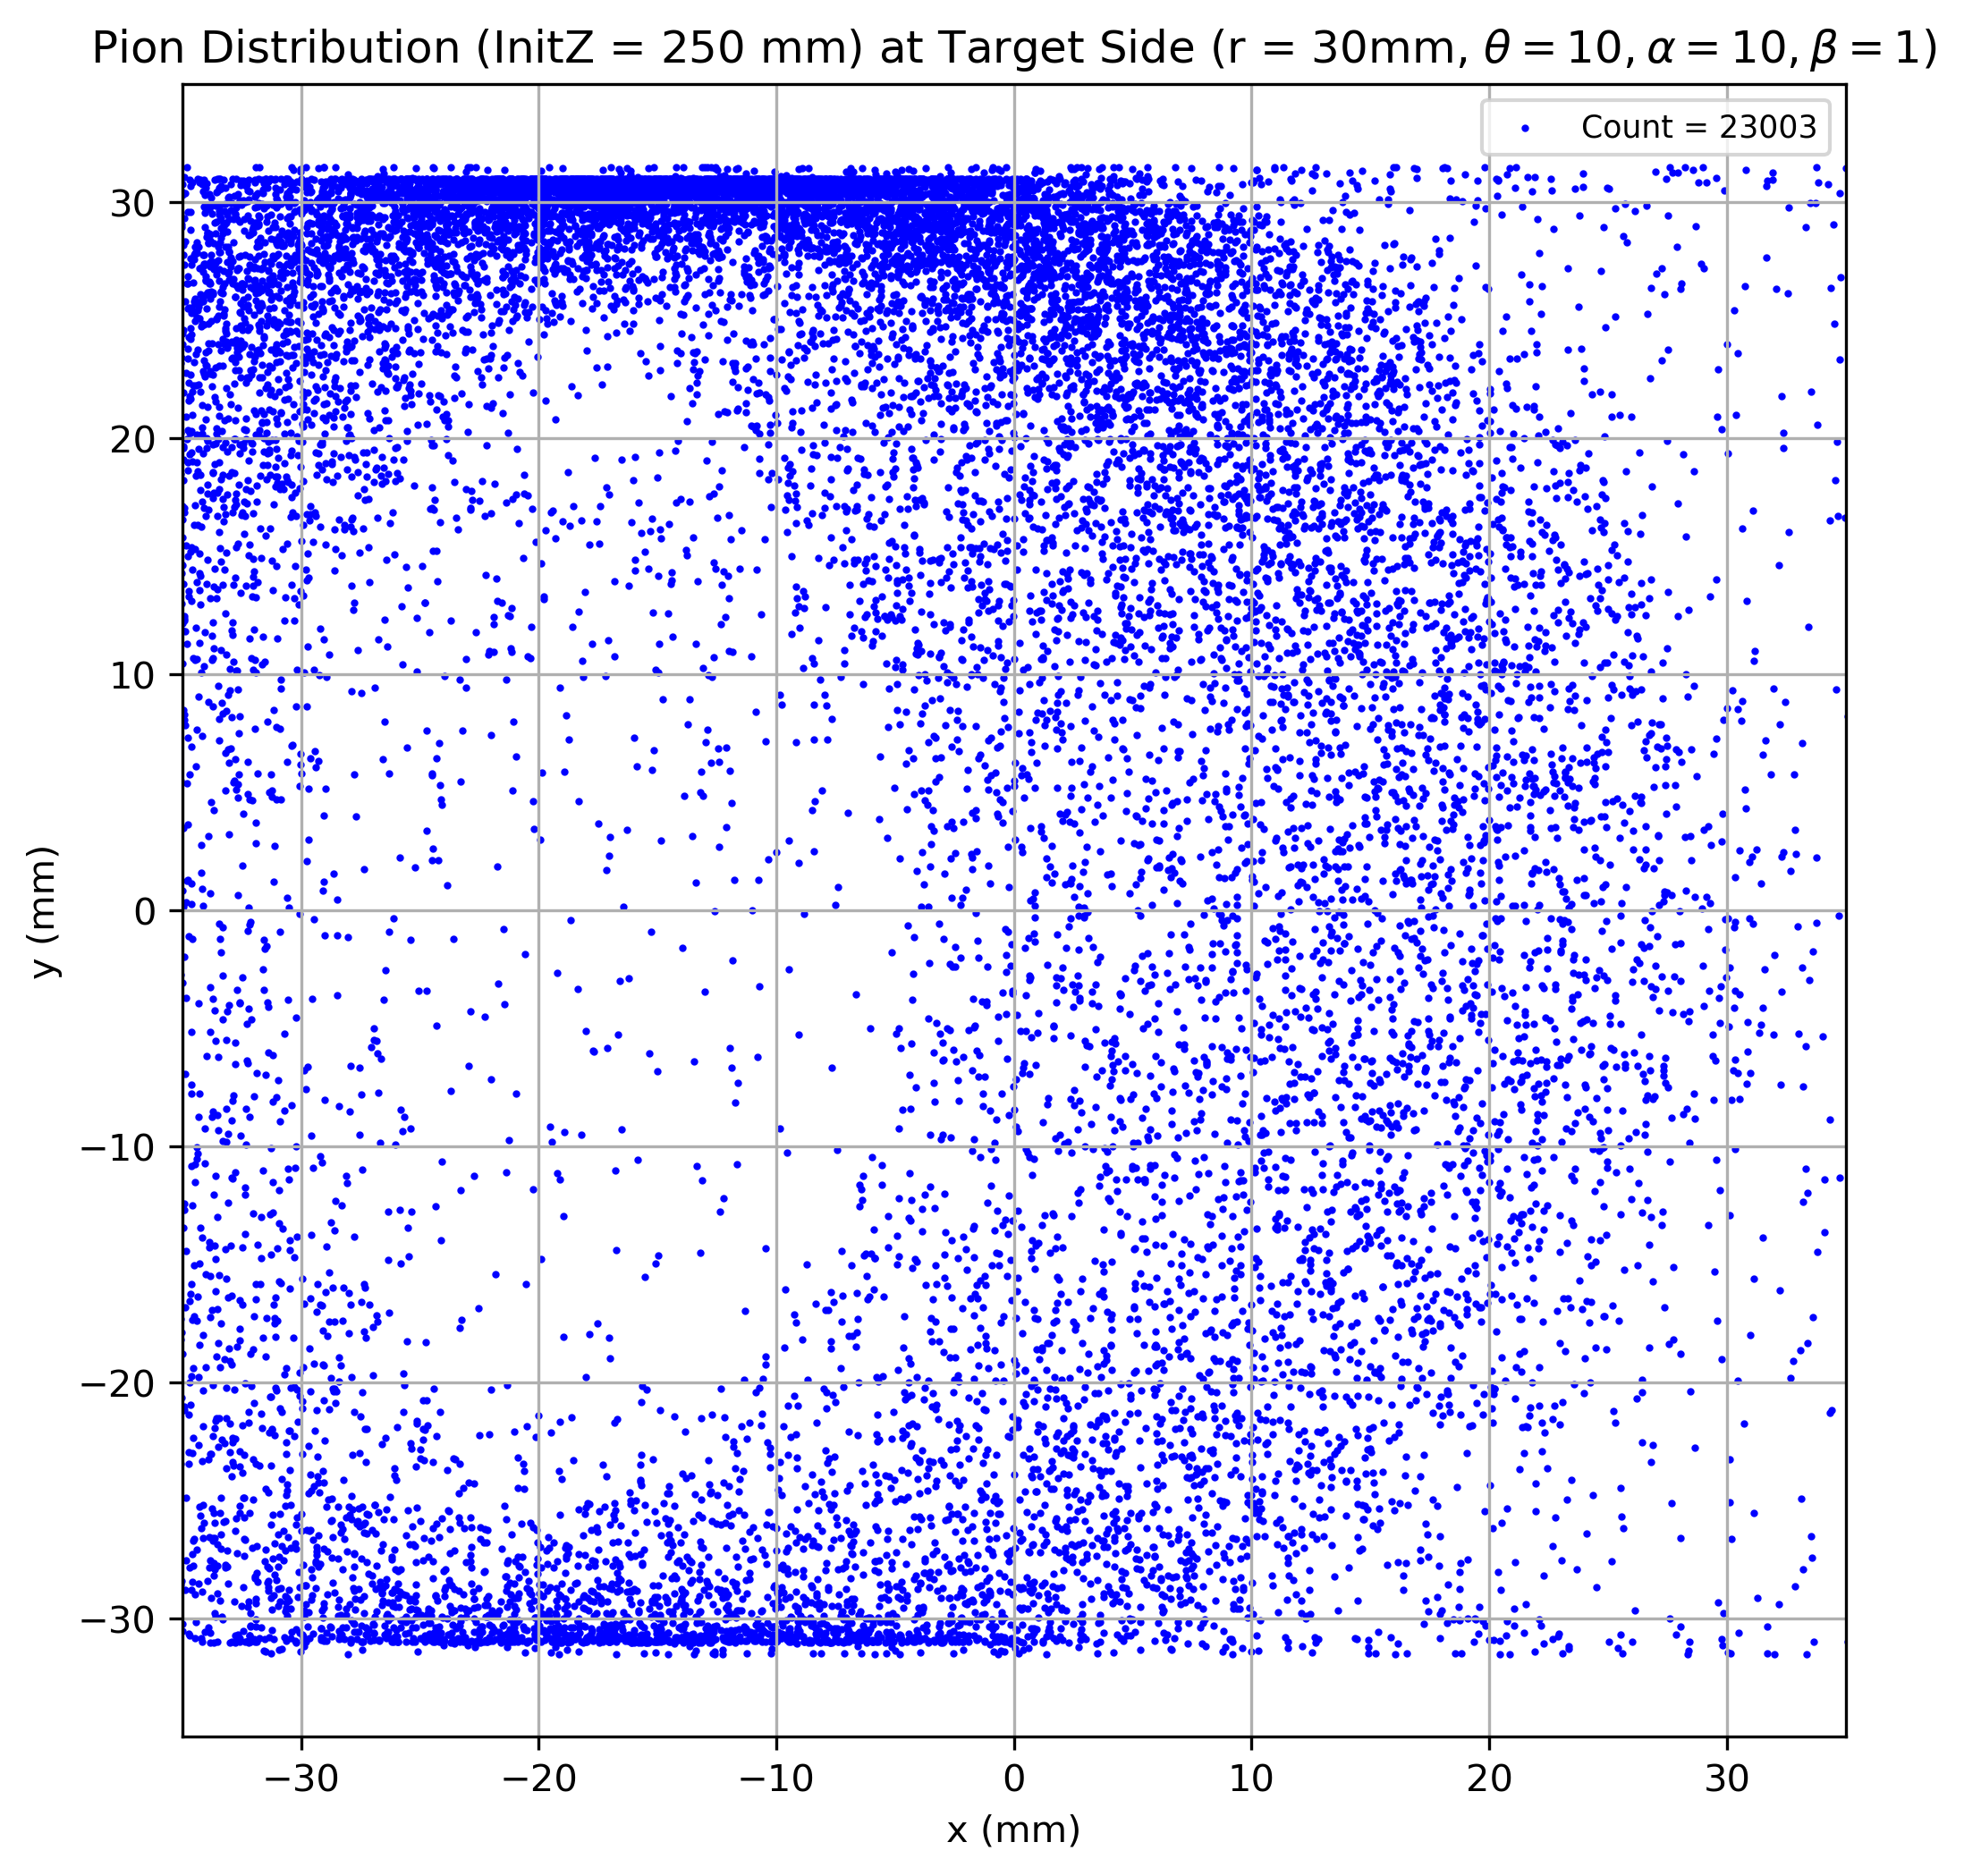 Pion Distribution (InitZ = 250 mm) at Target Side (r = 30mm, θ = 10, α = 10, β = 1)
Count = 23003
y (mm)
30
20
10
0
−10
−20
−30
−30 −20 −10 0 10 20 30
x (mm)